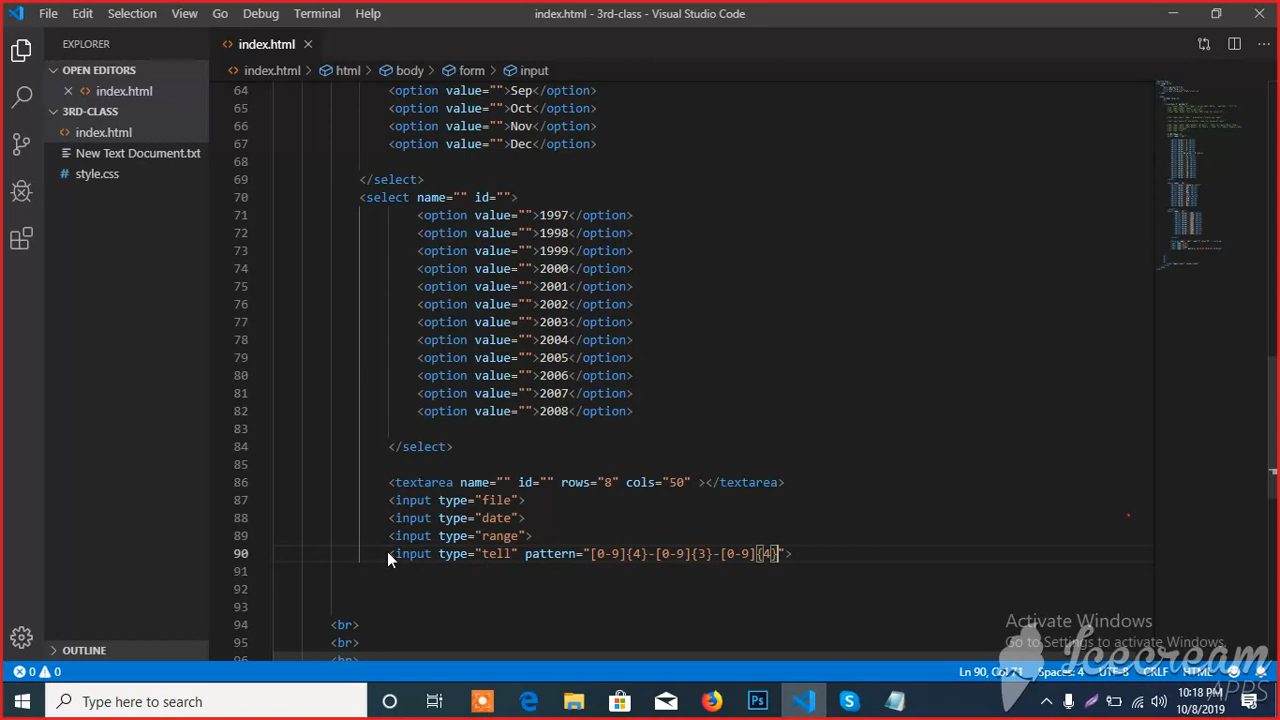 File Edit Selection View Go Debug Terminal Help index.html - 3rd-class - Visual Studio Code
EXPLORER
OPEN EDITORS
index.html
3RD-CLASS
index.html
New Text Document.txt
style.css
OUTLINE
index.html
index.html html body form input
64 <option value="">Sep</option>
65 <option value="">Oct</option>
66 <option value="">Nov</option>
67 <option value="">Dec</option>
68
69 </select>
70 <select name="" id="">
71 <option value="">1997</option>
72 <option value="">1998</option>
73 <option value="">1999</option>
74 <option value="">2000</option>
75 <option value="">2001</option>
76 <option value="">2002</option>
77 <option value="">2003</option>
78 <option value="">2004</option>
79 <option value="">2005</option>
80 <option value="">2006</option>
81 <option value="">2007</option>
82 <option value="">2008</option>
83
84 </select>
85
86 <textarea name="" id="" rows="8" cols="50" ></textarea>
87 <input type="file">
88 <input type="date">
89 <input type="range">
90 <input type="tell" pattern="[0-9]{4}-[0-9]{3}-[0-9]{4}">
91
92
93
94 <br>
95 <br>
96 <br>
Activate Windows
Go to Settings to activate Windows.
Icecream
APPS
0 0 Ln 90, Col 71 Spaces: 4 UTF-8 CRLF HTML
Type here to search
10:18 PM
10/8/2019